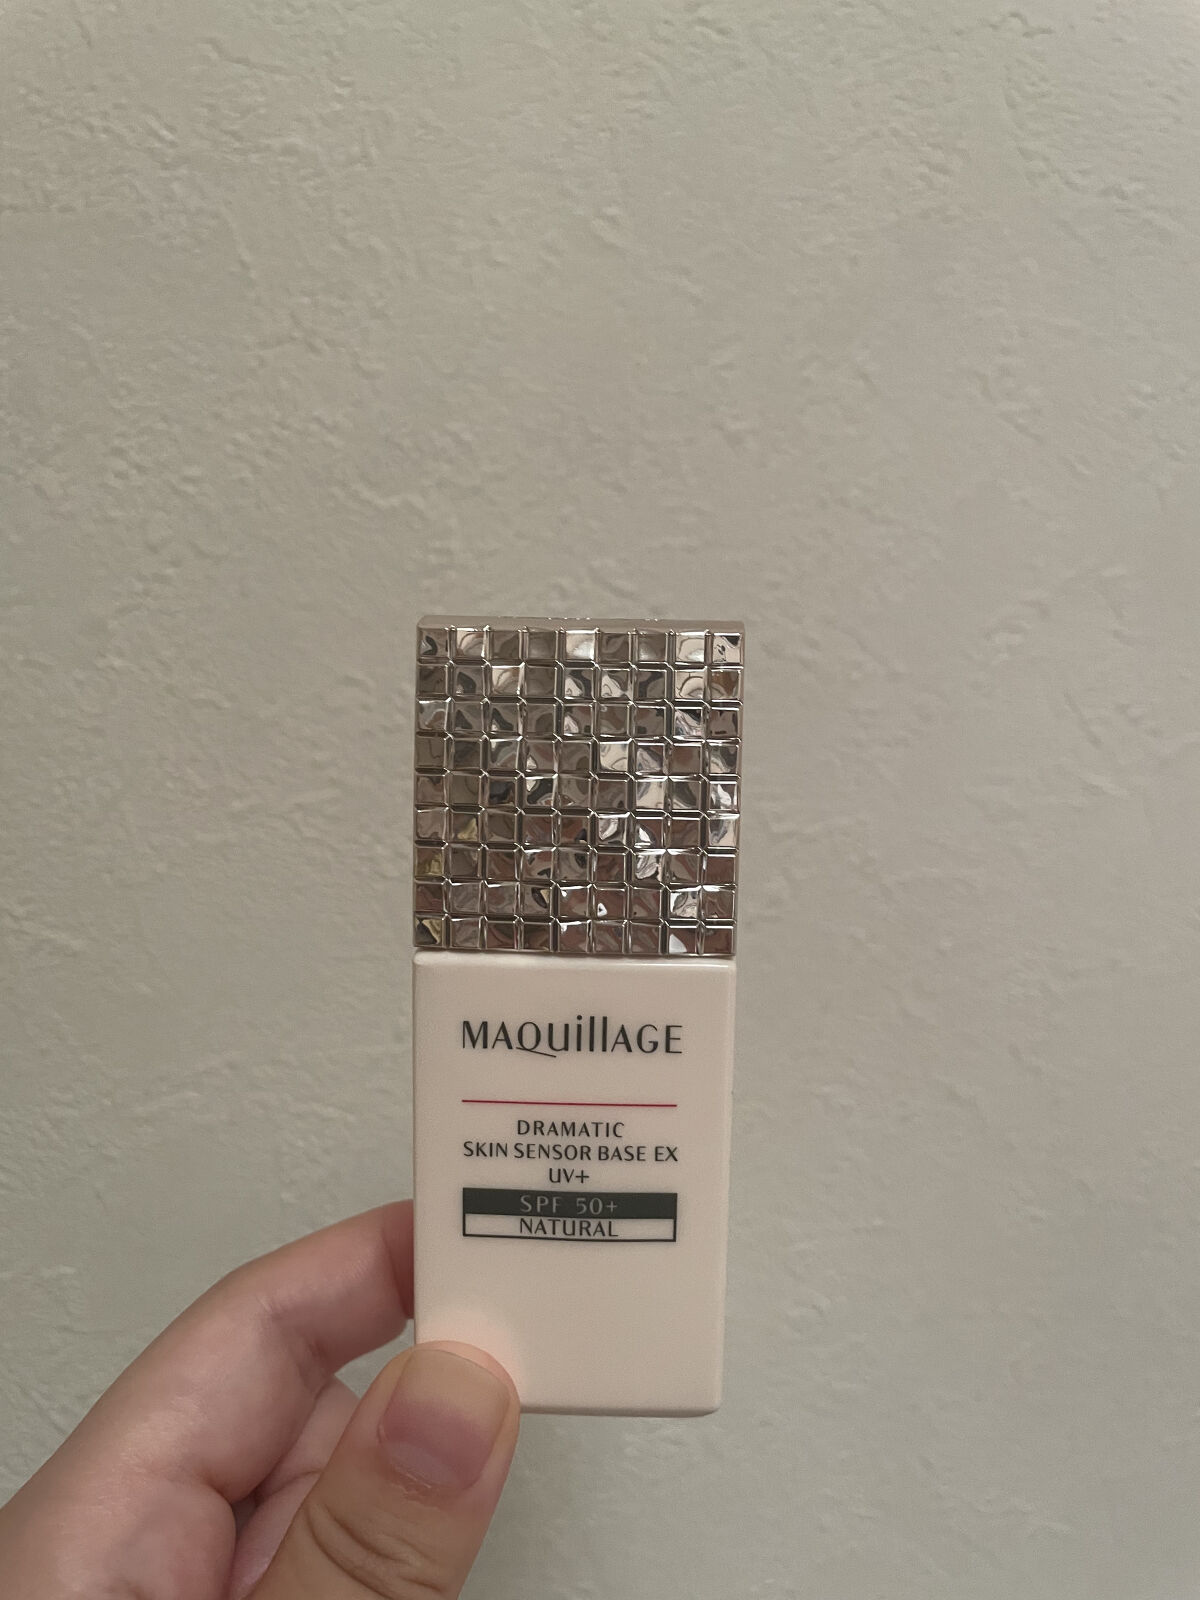 MAQuillAGE
DRAMATIC
SKIN SENSOR BASE EX
UV+
SPF 50+
NATURAL